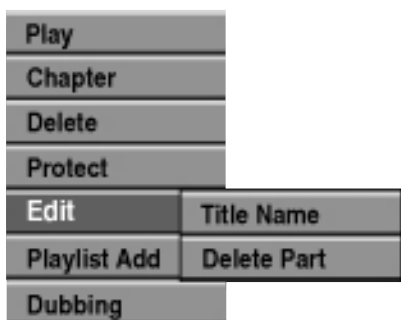 Play
Chapter
Delete
Protect
Edit
Title Name
Playlist Add
Delete Part
Dubbing